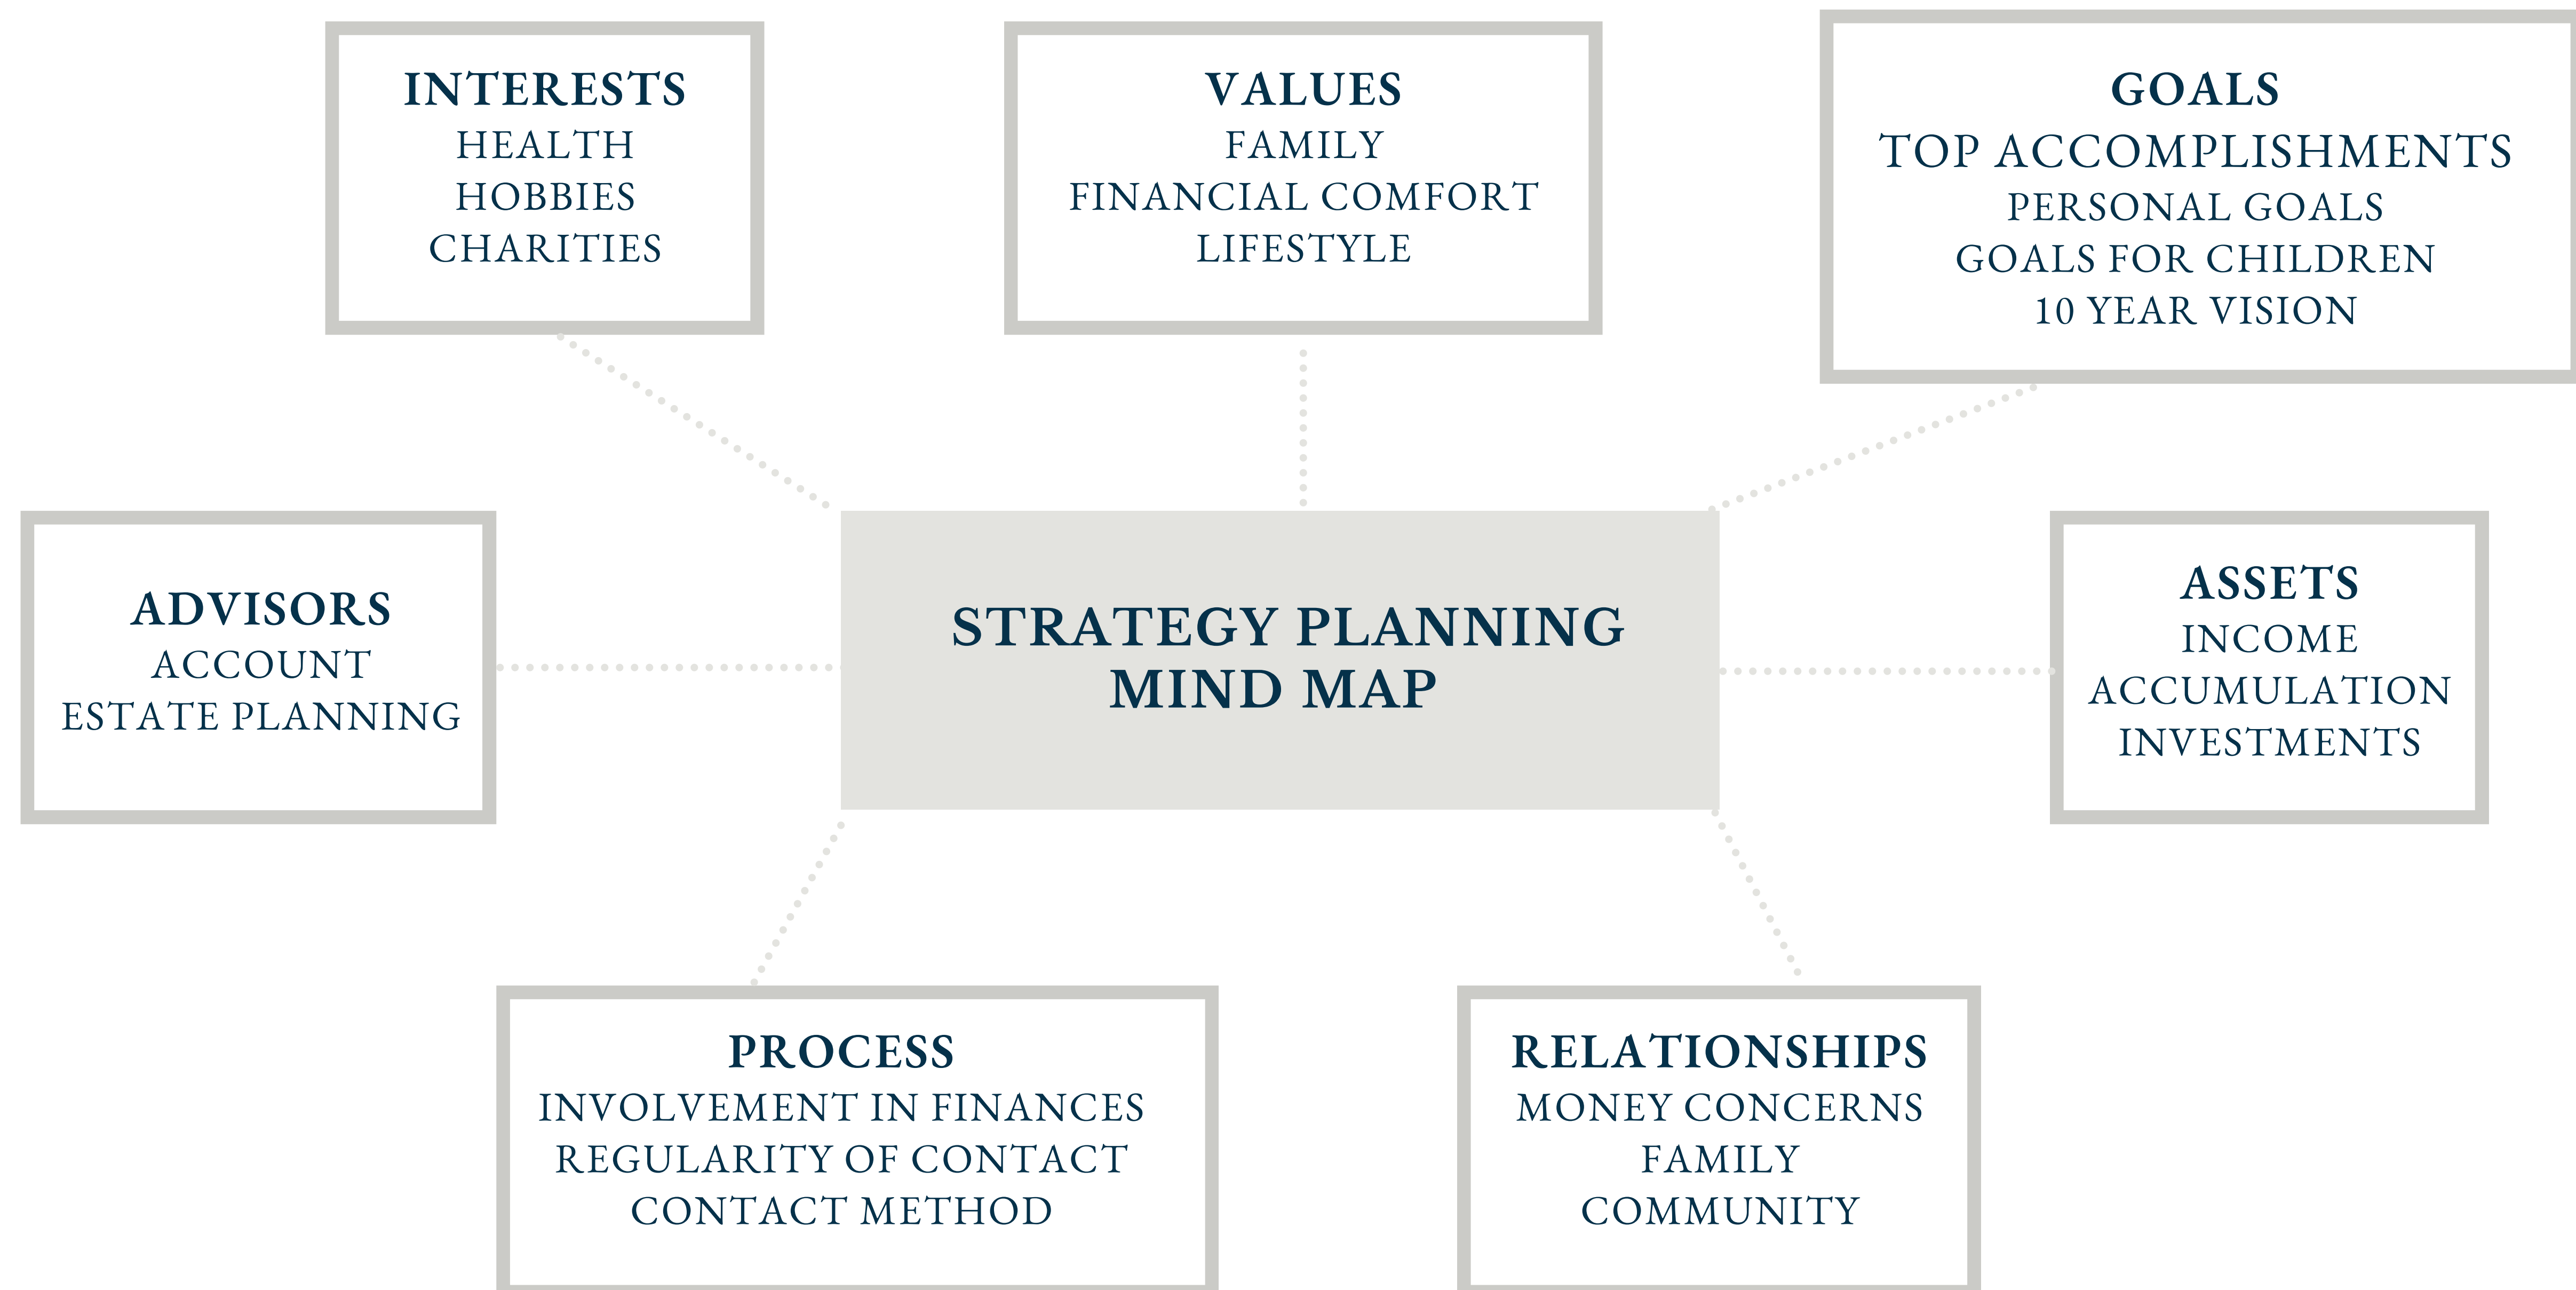 INTERESTS
HEALTH
HOBBIES
CHARITIES
VALUES
FAMILY
FINANCIAL COMFORT
LIFESTYLE
GOALS
TOP ACCOMPLISHMENTS
PERSONAL GOALS
GOALS FOR CHILDREN
10 YEAR VISION
ADVISORS
ACCOUNT
ESTATE PLANNING
STRATEGY PLANNING
MIND MAP
ASSETS
INCOME
ACCUMULATION
INVESTMENTS
PROCESS
INVOLVEMENT IN FINANCES
REGULARITY OF CONTACT
CONTACT METHOD
RELATIONSHIPS
MONEY CONCERNS
FAMILY
COMMUNITY